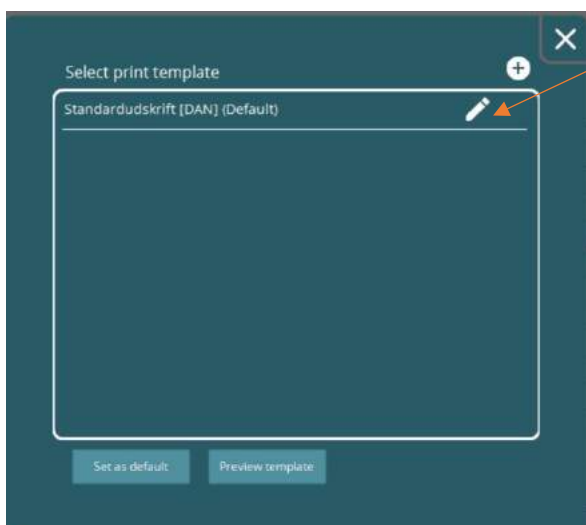 Select print template
Standardudskrift [DAN] (Default)
Set as default
Preview template